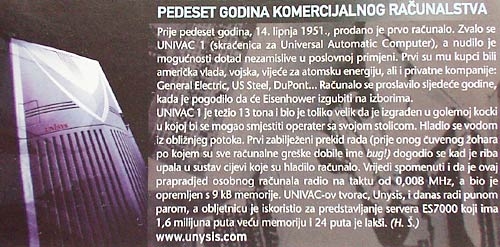 PEDESET GODINA KOMERCIJALNOG RAČUNALSTVA
Prije pedeset godina, 14. lipnja 1951., prodano je prvo računalo. Zvalo se
UNIVAC 1 (skraćenica za Universal Automatic Computer), a nudilo je
mogućnosti dotad nezamislive u poslovnoj primjeni. Prvi su mu kupci bili
američka vlada, vojska, vijeće za atomsku energiju, ali i privatne kompanije:
General Electric, US Steel, DuPont... Računalo se proslavilo sljedeće godine,
kada je pogodilo da će Eisenhower izgubiti na izborima.
UNIVAC 1 je težio 13 tona i bio je toliko velik da je izgrađen u golemoj kocki
u kojoj bi se mogao smjestiti operater sa svojom stolicom. Hladio se vodom
iz obližnjeg potoka. Prvi zabilježeni prekid rada (prije onog čuvenog žohara
po kojem su sve računalne greške dobile ime bug!) dogodio se kad je riba
upala u sustav cijevi koje su hladile računalo. Vrijedi spomenuti i da je ovaj
prapradjed osobnog računala radio na taktu od 0,008 MHz, a bio je
opremljen s 9 kB memorije. UNIVAC-ov tvorac, Unysis, i danas radi punom
parom, a obljetnicu je iskoristio za predstavljanje servera ES7000 koji ima
1,6 milijuna puta veću memoriju i 24 puta je lakši. (H. Š.)
www.unysis.com
UNISYS